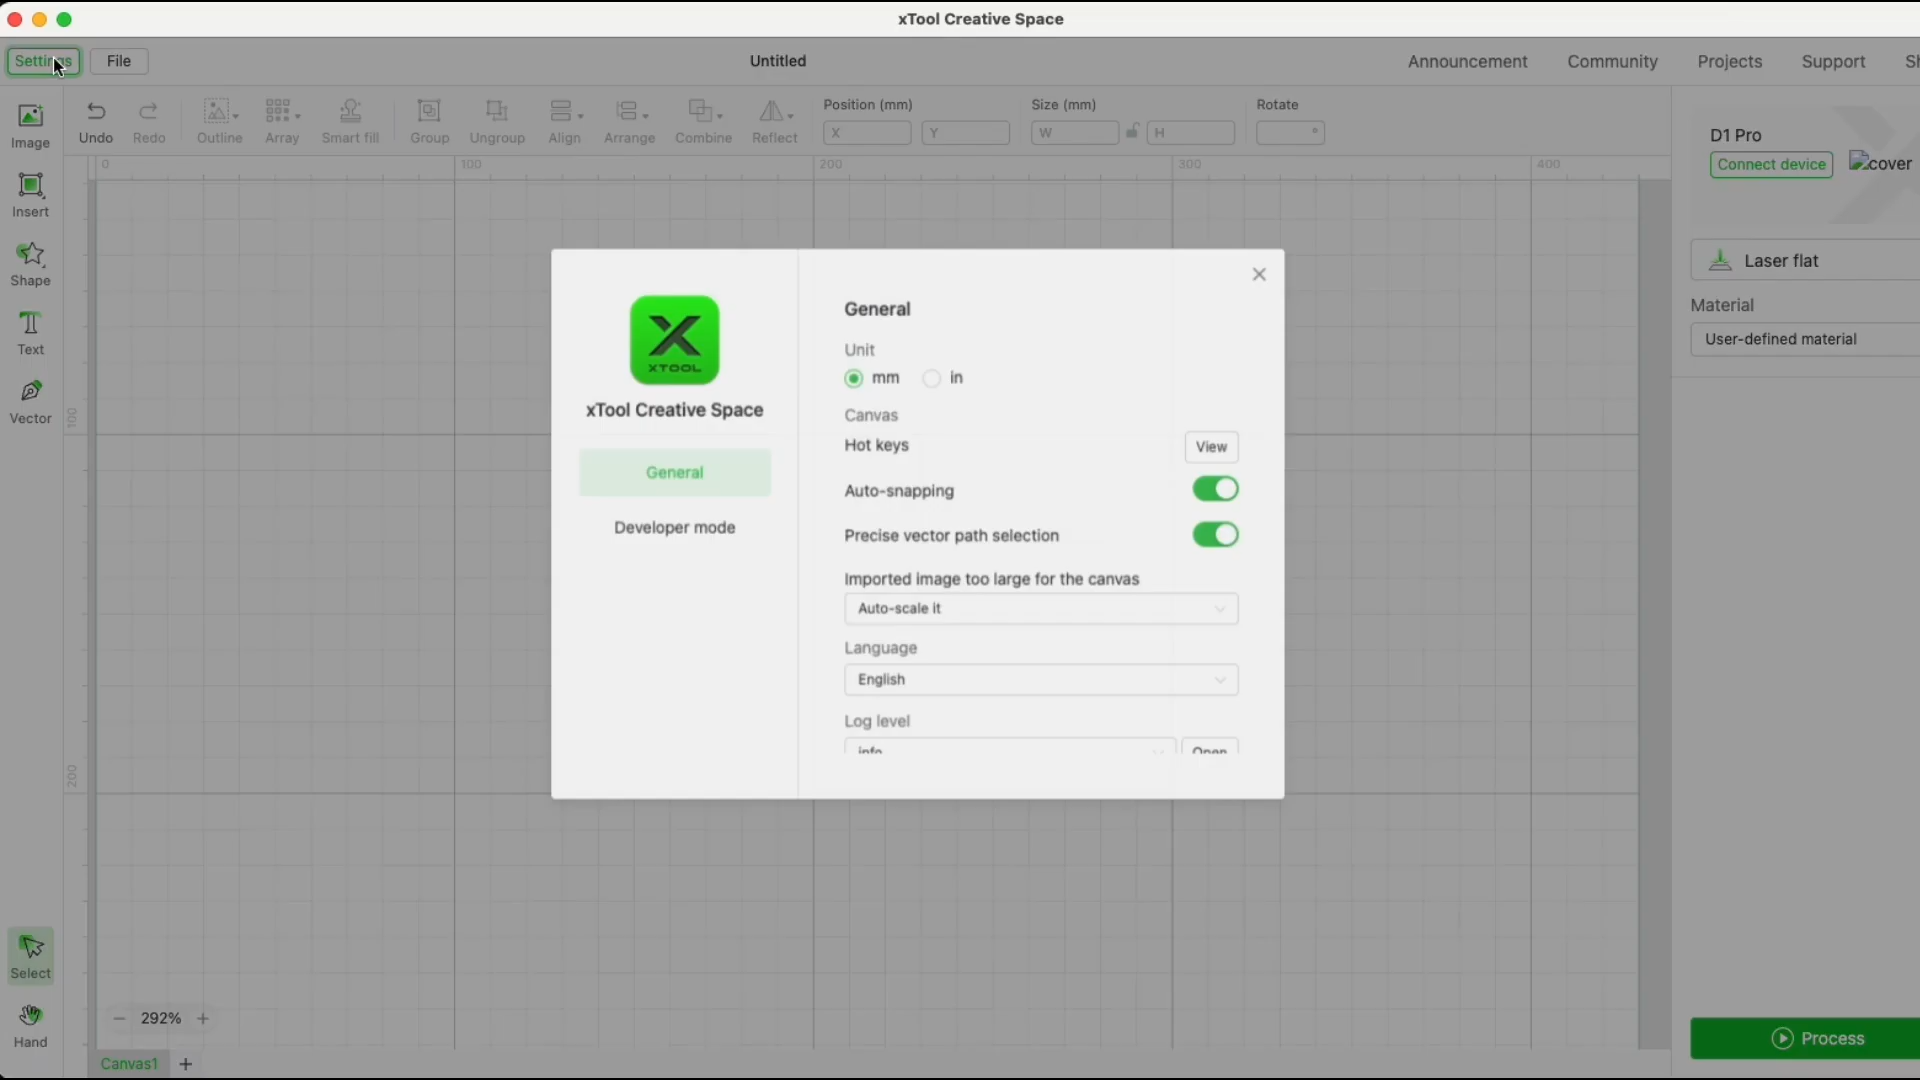 xTool Creative Space
Settings File Untitled Announcement Community Projects Support
Undo Redo Outline Array Smart fill Group Ungroup Align Arrange Combine Reflect
Position (mm) X Y
Size (mm) W H
Rotate °
Image
Insert
Shape
Text
Vector
Select
Hand
0 100 200 300 400
100
200
XTOOL
xTool Creative Space
General
Developer mode
General
Unit
mm in
Canvas
Hot keys View
Auto-snapping
Precise vector path selection
Imported image too large for the canvas
Auto-scale it
Language
English
Log level
info Open
D1 Pro
Connect device cover
Laser flat
Material
User-defined material
Process
292%
Canvas1 +